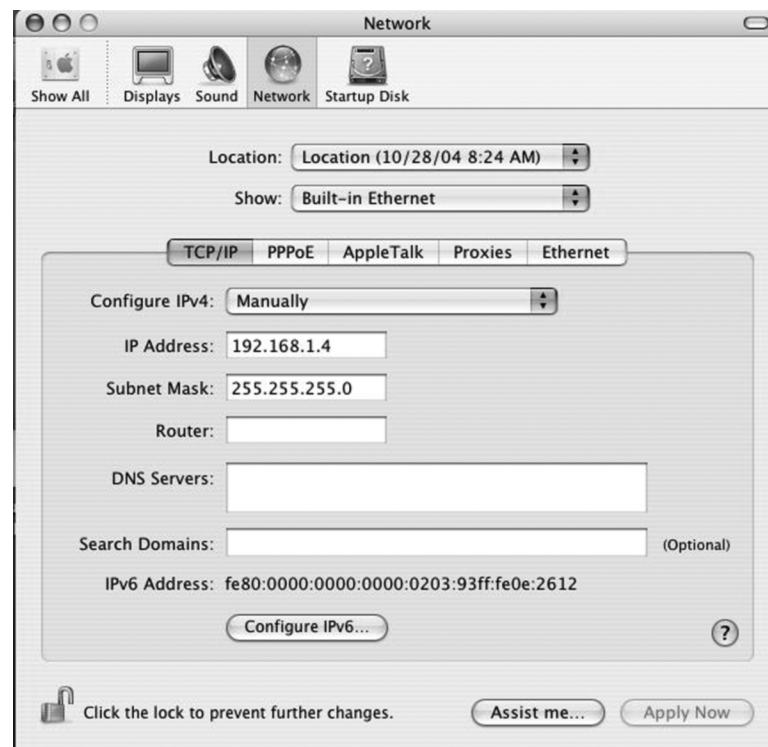 Network
Show All Displays Sound Network Startup Disk
Location: Location (10/28/04 8:24 AM)
Show: Built-in Ethernet
TCP/IP PPPoE AppleTalk Proxies Ethernet
Configure IPv4: Manually
IP Address: 192.168.1.4
Subnet Mask: 255.255.255.0
Router:
DNS Servers:
Search Domains: (Optional)
IPv6 Address: fe80:0000:0000:0000:0203:93ff:fe0e:2612
Configure IPv6...
?
Click the lock to prevent further changes. Assist me... Apply Now